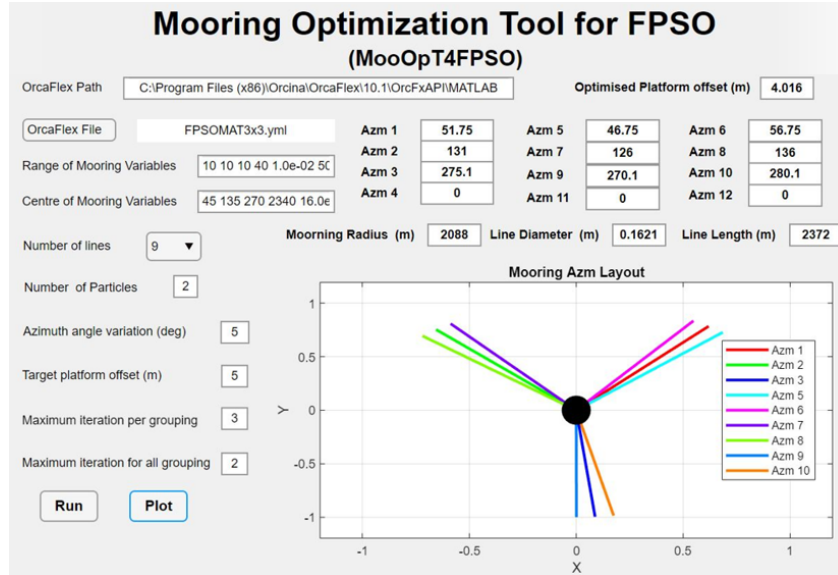 Mooring Optimization Tool for FPSO
(MooOpT4FPSO)
OrcaFlex Path C:\Program Files (x86)\Orcina\OrcaFlex\10.1\OrcFxAPI\MATLAB Optimised Platform offset (m) 4.016
OrcaFlex File FPSOMAT3x3.yml Azm 1 51.75 Azm 5 46.75 Azm 6 56.75
Azm 2 131 Azm 7 126 Azm 8 136
Range of Mooring Variables 10 10 10 40 1.0e-02 50 Azm 3 275.1 Azm 9 270.1 Azm 10 280.1
Centre of Mooring Variables 45 135 270 2340 16.0e Azm 4 0 Azm 11 0 Azm 12 0
Moorning Radius (m) 2088 Line Diameter (m) 0.1621 Line Length (m) 2372
Number of lines 9
Number of Particles 2
Azimuth angle variation (deg) 5
Target platform offset (m) 5
Maximum iteration per grouping 3
Maximum iteration for all grouping 2
Run Plot
Mooring Azm Layout
1
0.5
0
-0.5
-1
Y
-1 -0.5 0 0.5 1
X
Azm 1
Azm 2
Azm 3
Azm 5
Azm 6
Azm 7
Azm 8
Azm 9
Azm 10